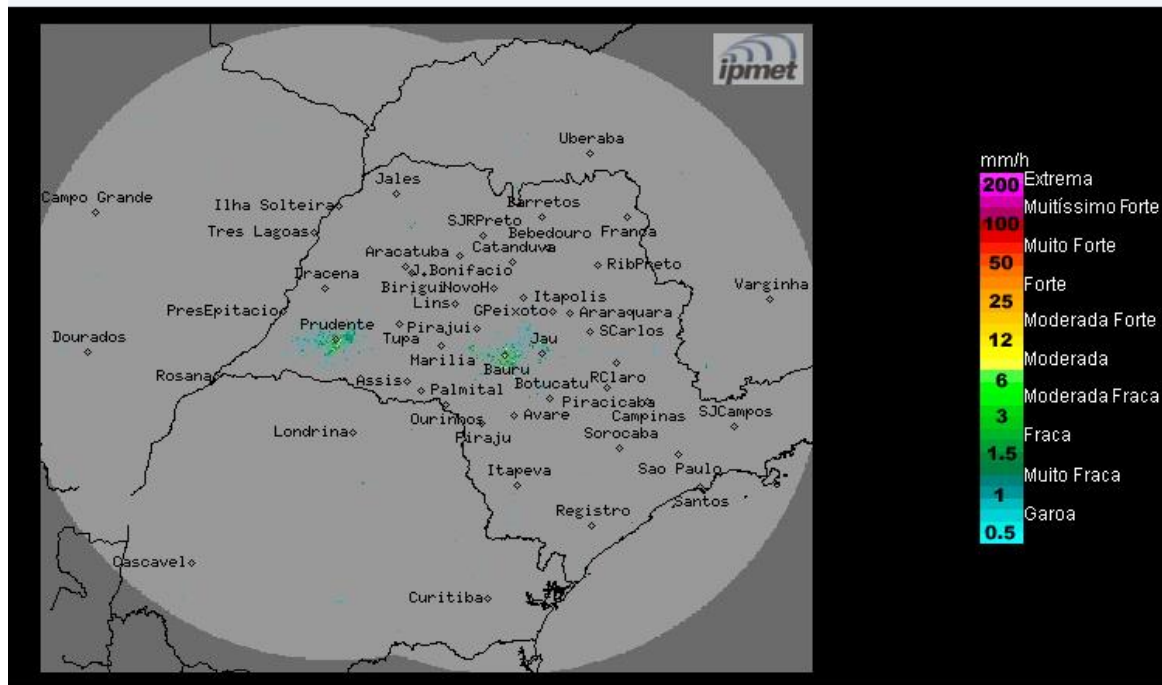 ipmet
Uberaba
Jales
Campo Grande
Ilha Solteira
Barretos
SJRPreto
Tres Lagoas
Bebedouro
Franca
Aracatuba
Catanduva
J.Bonifacio
RibPreto
Dracena
Birigui
NovoH
Varginha
Lins
Itapolis
PresEpitacio
GPeixoto
Araraquara
Prudente
Pirajui
SCarlos
Dourados
Tupa
Jau
Marilia
Bauru
Rosana
Assis
Botucatu
RClaro
Palmital
Piracicaba
Ourinhos
Avare
Campinas
SJCampos
Londrina
Piraju
Sorocaba
Itapeva
Sao Paulo
Santos
Registro
Cascavel
Curitiba
mm/h
200 Extrema
Muitíssimo Forte
100
Muito Forte
50
Forte
25
Moderada Forte
12
Moderada
6
Moderada Fraca
3
Fraca
1.5
Muito Fraca
1
Garoa
0.5